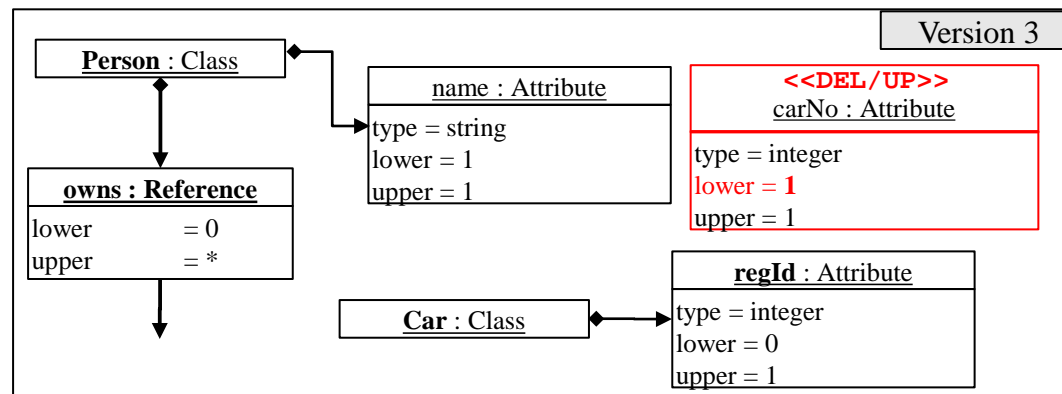 Version 3
Person : Class
name : Attribute
type = string
lower = 1
upper = 1
<<DEL/UP>>
carNo : Attribute
type = integer
lower = 1
upper = 1
owns : Reference
lower = 0
upper = *
Car : Class
regId : Attribute
type = integer
lower = 0
upper = 1